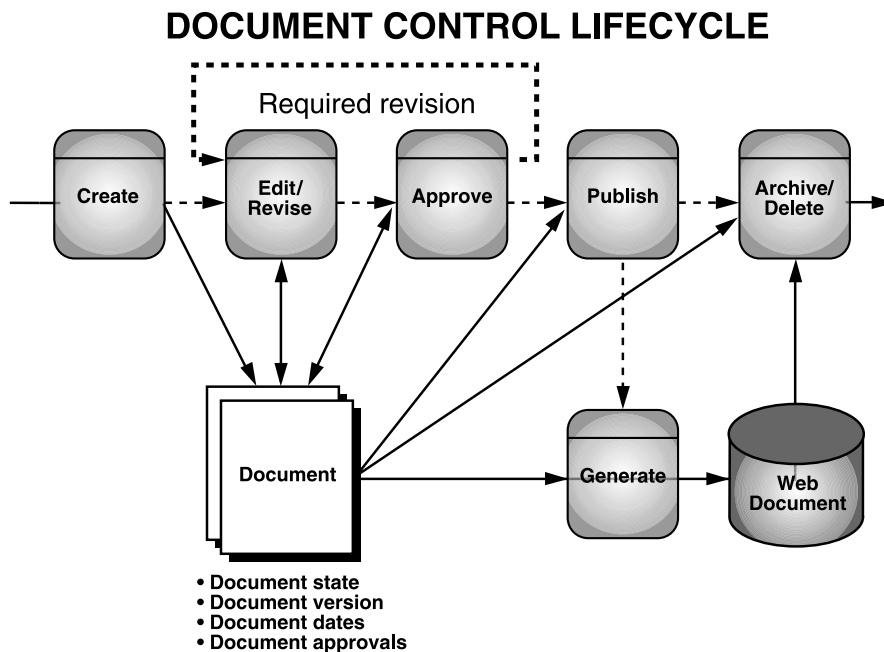 DOCUMENT CONTROL LIFECYCLE
Required revision
Create
Edit/
Revise
Approve
Publish
Archive/
Delete
Document
Generate
Web
Document
• Document state
• Document version
• Document dates
• Document approvals